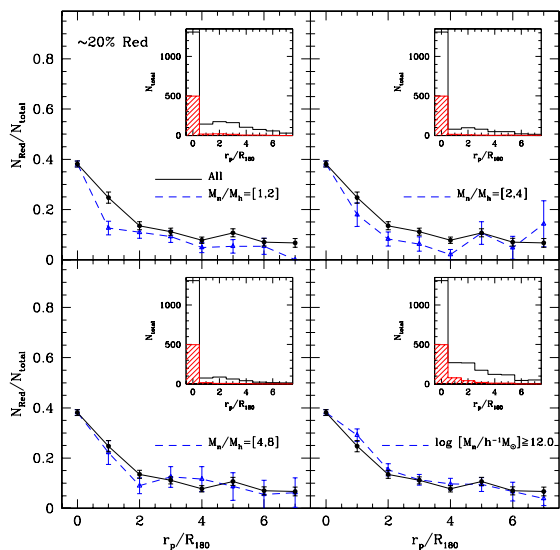 ~20% Red
N_Red/N_total
0.8
0.6
0.4
0.2
0
N_total
1000
500
0
0 2 4 6
r_p/R_180
All
M_n/M_h=[1,2]
N_total
1000
500
0
0 2 4 6
r_p/R_180
M_n/M_h=[2,4]
N_Red/N_total
0.8
0.6
0.4
0.2
0
N_total
1000
500
0
0 2 4 6
r_p/R_180
M_n/M_h=[4,8]
0 2 4 6
r_p/R_180
N_total
1000
500
0
0 2 4 6
r_p/R_180
log [M_n/h^-1M_⊙]≥12.0
0 2 4 6
r_p/R_180